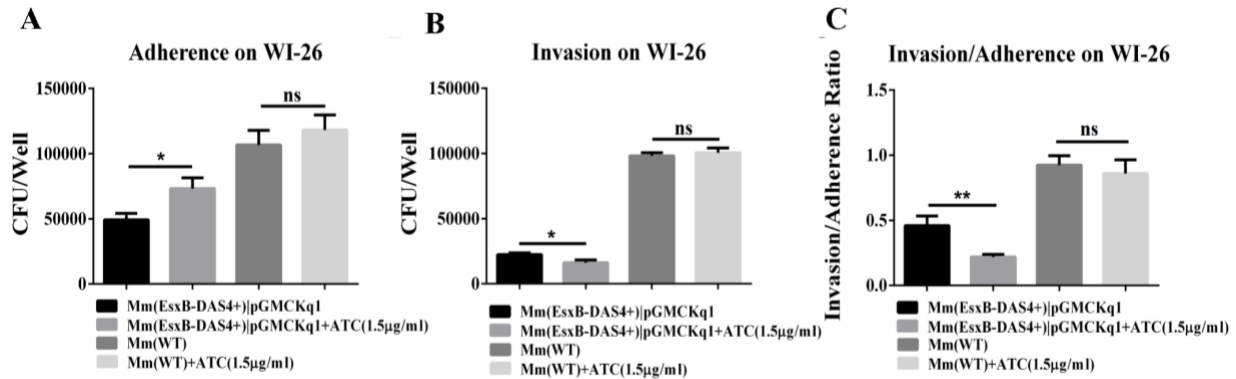 A
Adherence on WI-26
CFU/Well
150000
100000
50000
0
*
ns
Mm(EsxB-DAS4+)|pGMCKq1
Mm(EsxB-DAS4+)|pGMCKq1+ATC(1.5μg/ml)
Mm(WT)
Mm(WT)+ATC(1.5μg/ml)
B
Invasion on WI-26
CFU/Well
150000
100000
50000
0
*
ns
Mm(EsxB-DAS4+)|pGMCKq1
Mm(EsxB-DAS4+)|pGMCKq1+ATC(1.5μg/ml)
Mm(WT)
Mm(WT)+ATC(1.5μg/ml)
C
Invasion/Adherence on WI-26
Invasion/Adherence Ratio
1.5
1.0
0.5
0.0
**
ns
Mm(EsxB-DAS4+)|pGMCKq1
Mm(EsxB-DAS4+)|pGMCKq1+ATC(1.5μg/ml)
Mm(WT)
Mm(WT)+ATC(1.5μg/ml)